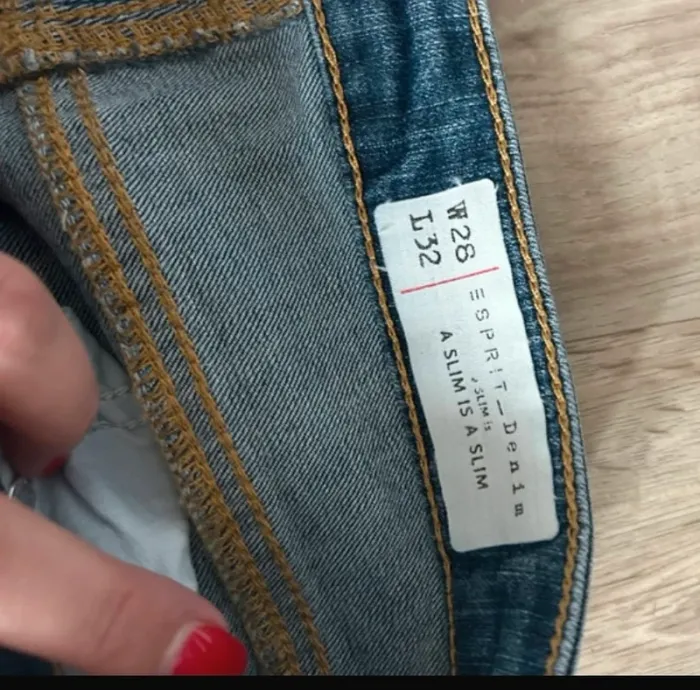 W28
L32
ESPRIT_Denim
A SLIM IS A SLIM